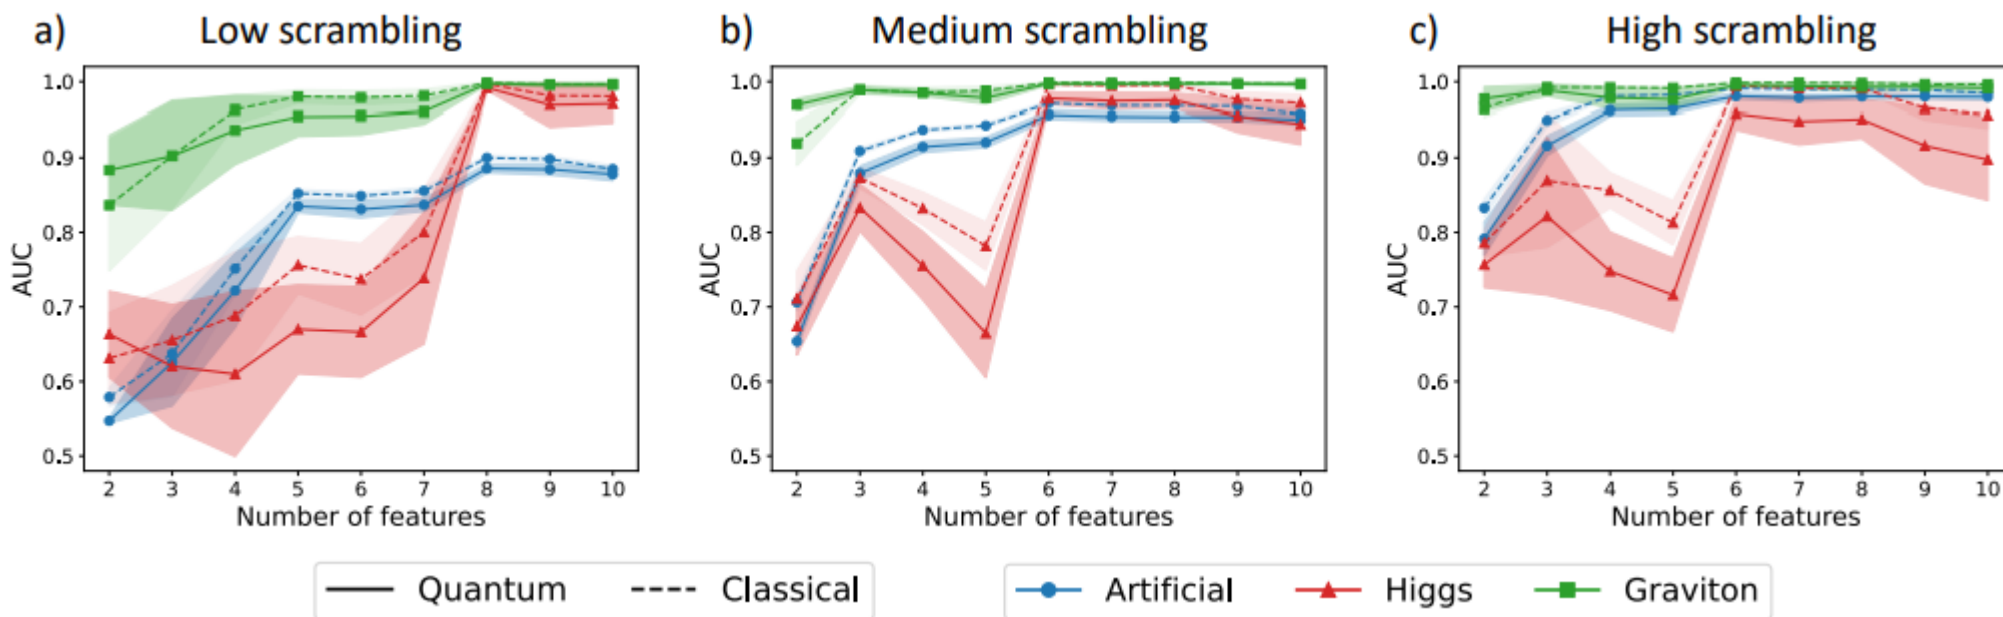 a) Low scrambling
1.0
0.9
0.8
0.7
0.6
0.5
AUC
2 3 4 5 6 7 8 9 10
Number of features
b) Medium scrambling
1.0
0.9
0.8
0.7
0.6
0.5
AUC
2 3 4 5 6 7 8 9 10
Number of features
c) High scrambling
1.0
0.9
0.8
0.7
0.6
0.5
AUC
2 3 4 5 6 7 8 9 10
Number of features
Quantum Classical
Artificial Higgs Graviton